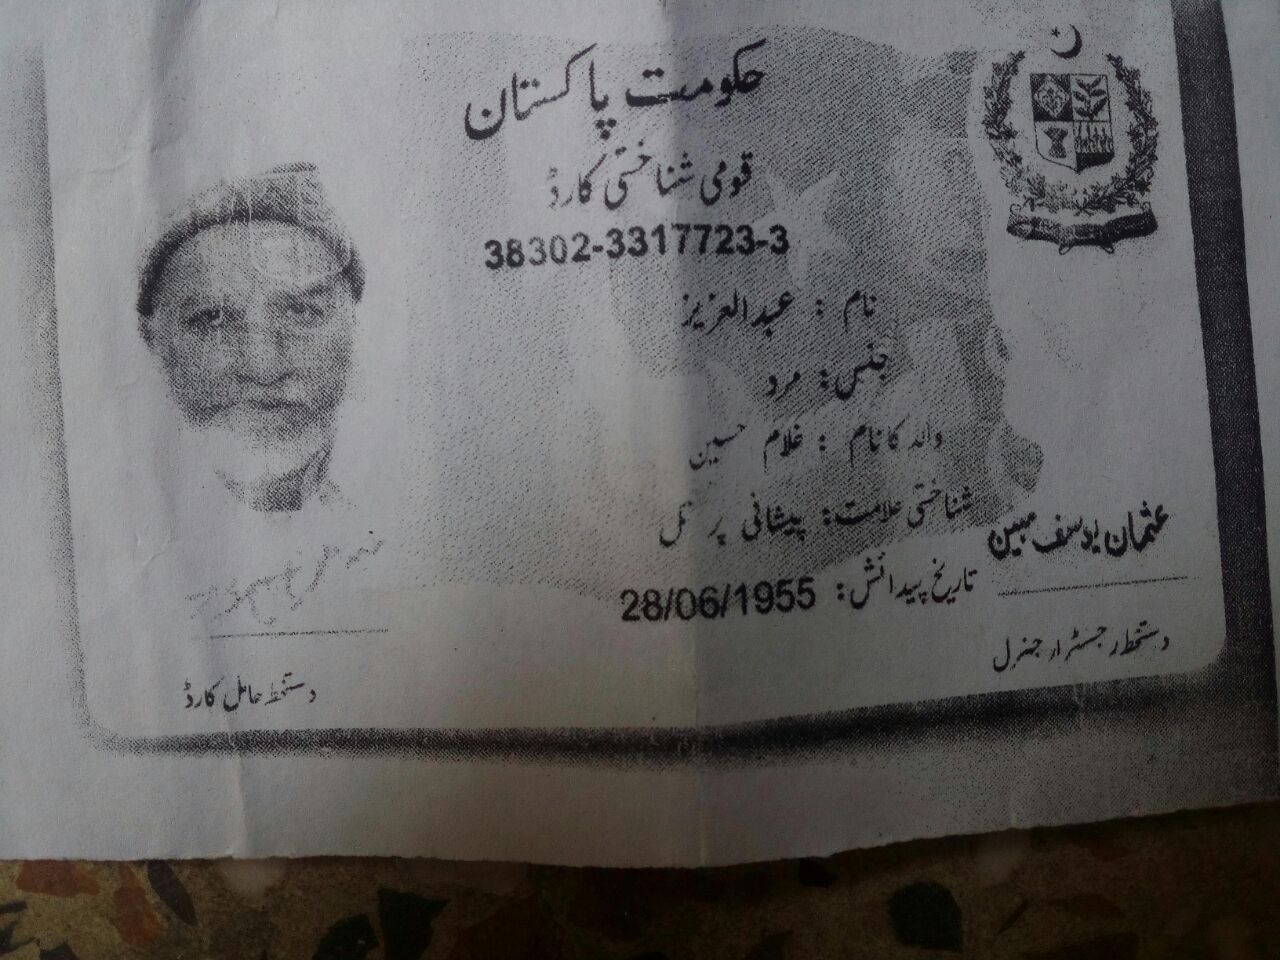 حکومت پاکستان
قومی شناختی کارڈ
38302-3317723-3
نام : عبدالعزیز
جنس: مرد
والد کا نام : غلام حسین
شناختی علامت: پیشانی پر تل
تاریخ پیدائش: 28/06/1955
عثمان یوسف مبین
دستخط رجسٹرار جنرل
دستخط حامل کارڈ